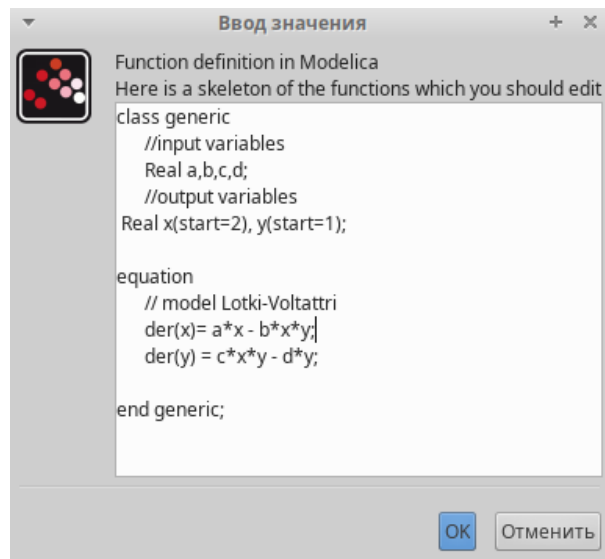 Ввод значения
Function definition in Modelica
Here is a skeleton of the functions which you should edit
class generic
//input variables
Real a,b,c,d;
//output variables
Real x(start=2), y(start=1);
equation
// model Lotki-Voltattri
der(x)= a*x - b*x*y;
der(y) = c*x*y - d*y;
end generic;
OK
Отменить